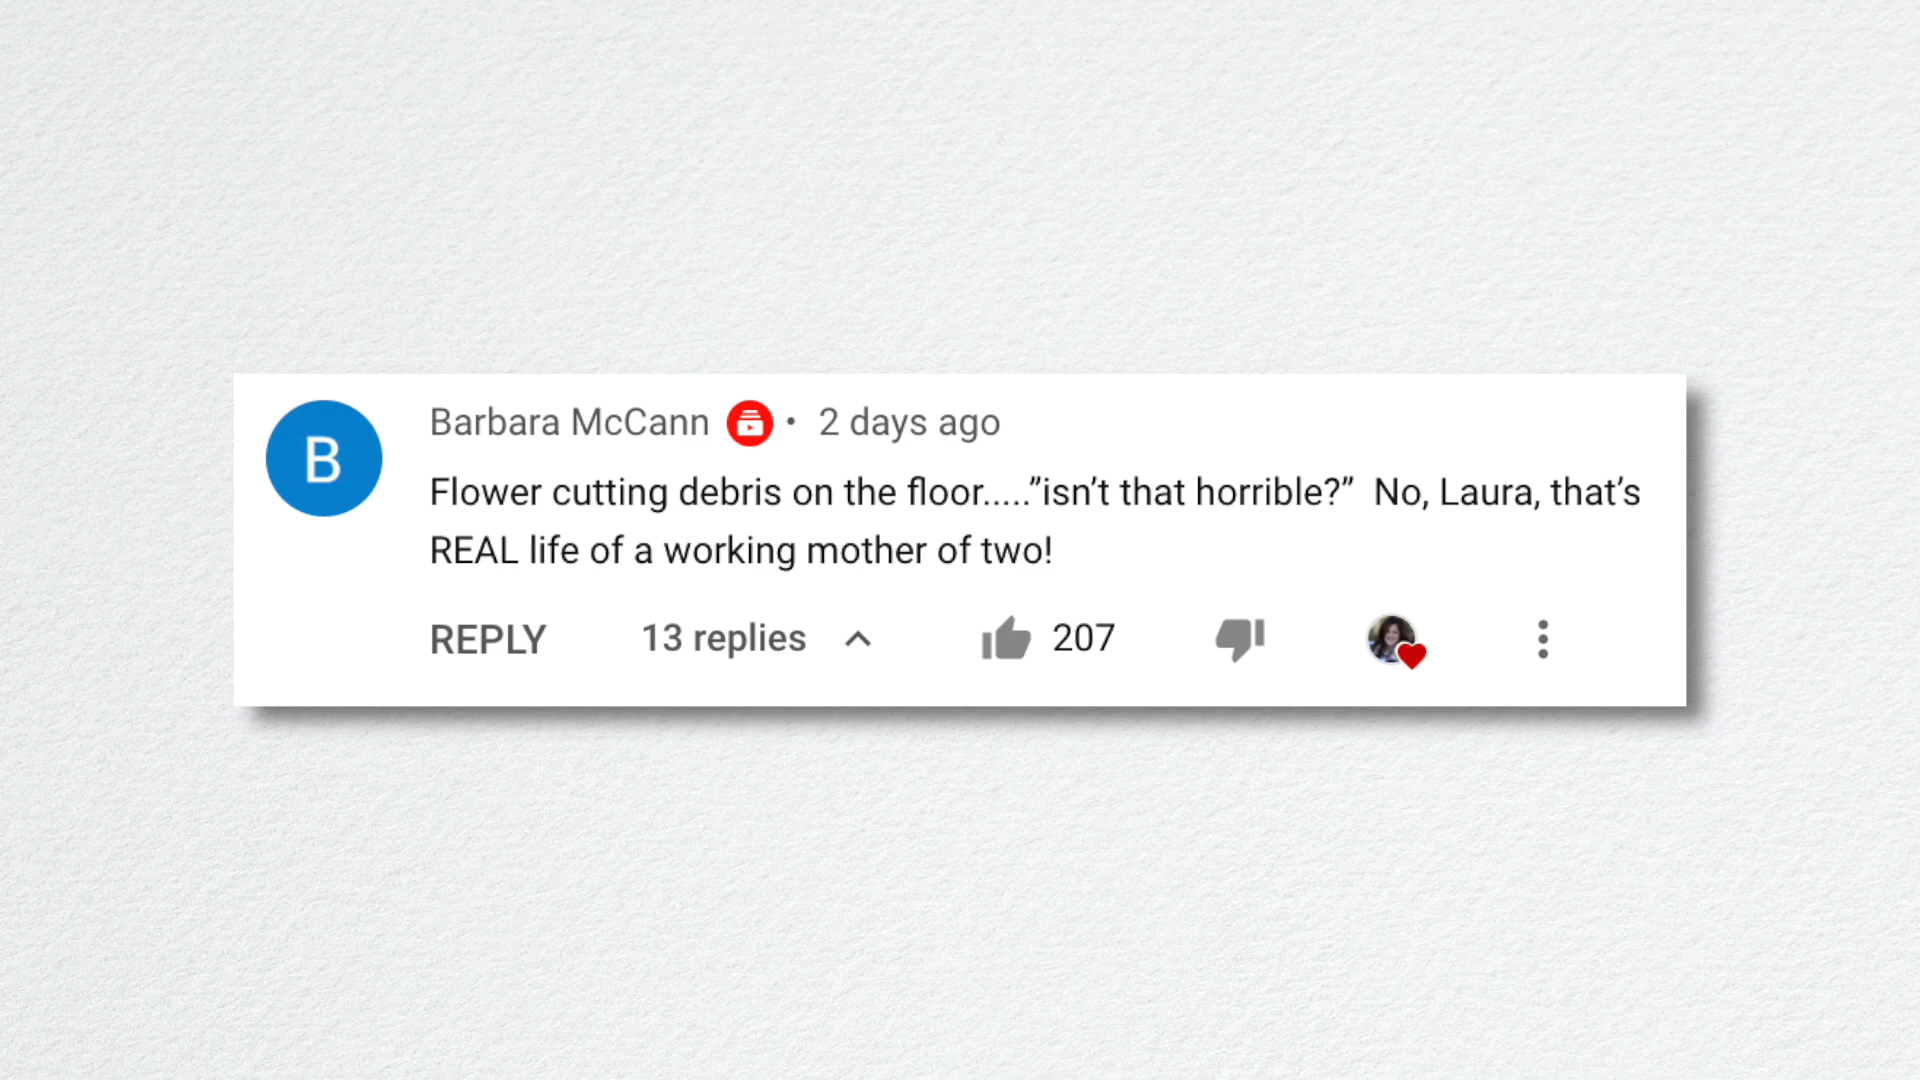 B
Barbara McCann • 2 days ago
Flower cutting debris on the floor.....”isn’t that horrible?”  No, Laura, that’s
REAL life of a working mother of two!
REPLY 13 replies 207